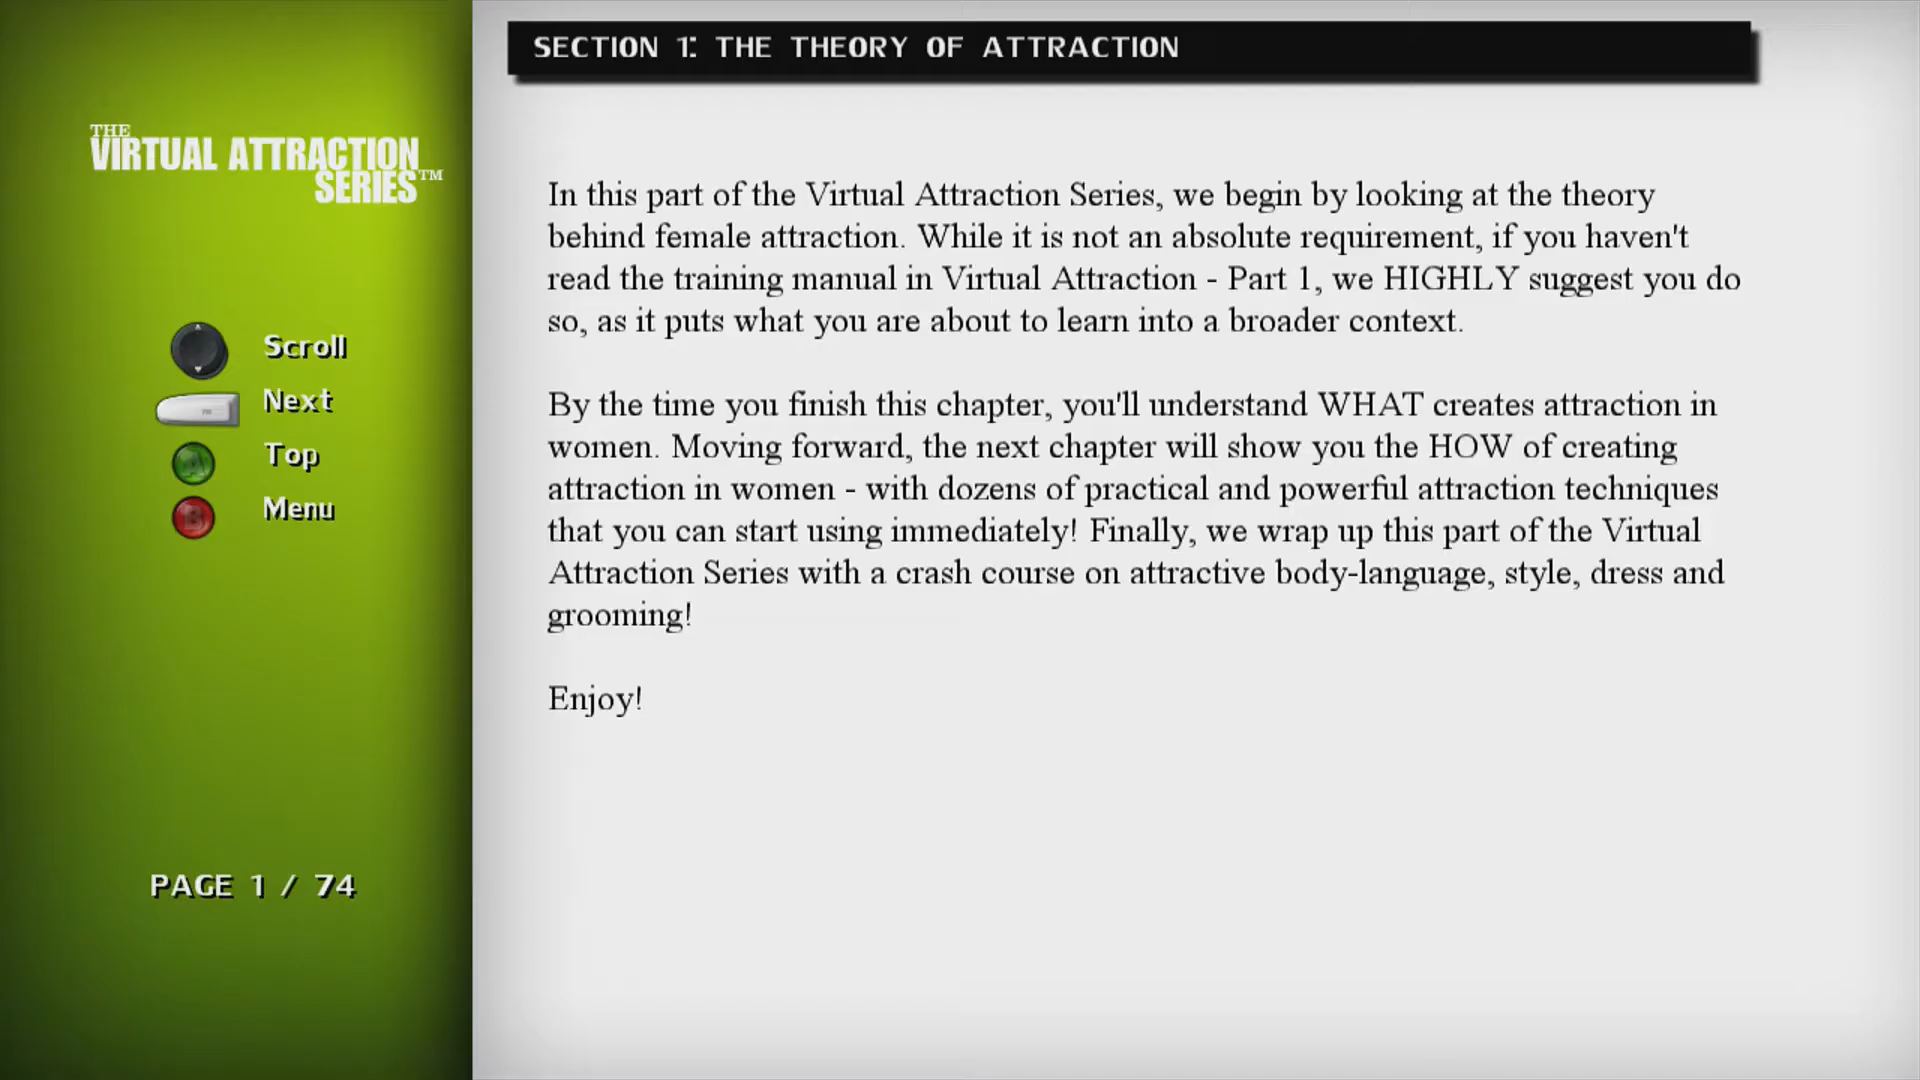 SECTION 1: THE THEORY OF ATTRACTION
THE
VIRTUAL ATTRACTION
SERIES™
In this part of the Virtual Attraction Series, we begin by looking at the theory
behind female attraction. While it is not an absolute requirement, if you haven't
read the training manual in Virtual Attraction - Part 1, we HIGHLY suggest you do
so, as it puts what you are about to learn into a broader context.
By the time you finish this chapter, you'll understand WHAT creates attraction in
women. Moving forward, the next chapter will show you the HOW of creating
attraction in women - with dozens of practical and powerful attraction techniques
that you can start using immediately! Finally, we wrap up this part of the Virtual
Attraction Series with a crash course on attractive body-language, style, dress and
grooming!
Enjoy!
Scroll
Next
A Top
B Menu
PAGE 1 / 74